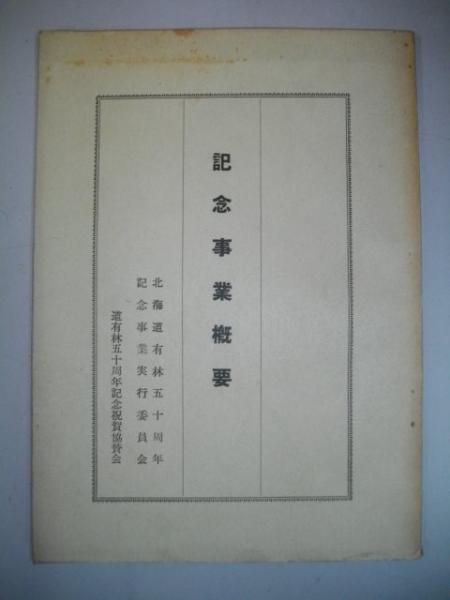 記念事業概要
北海道有林五十周年
記念事業実行委員会
道有林五十周年記念祝賀協賛会